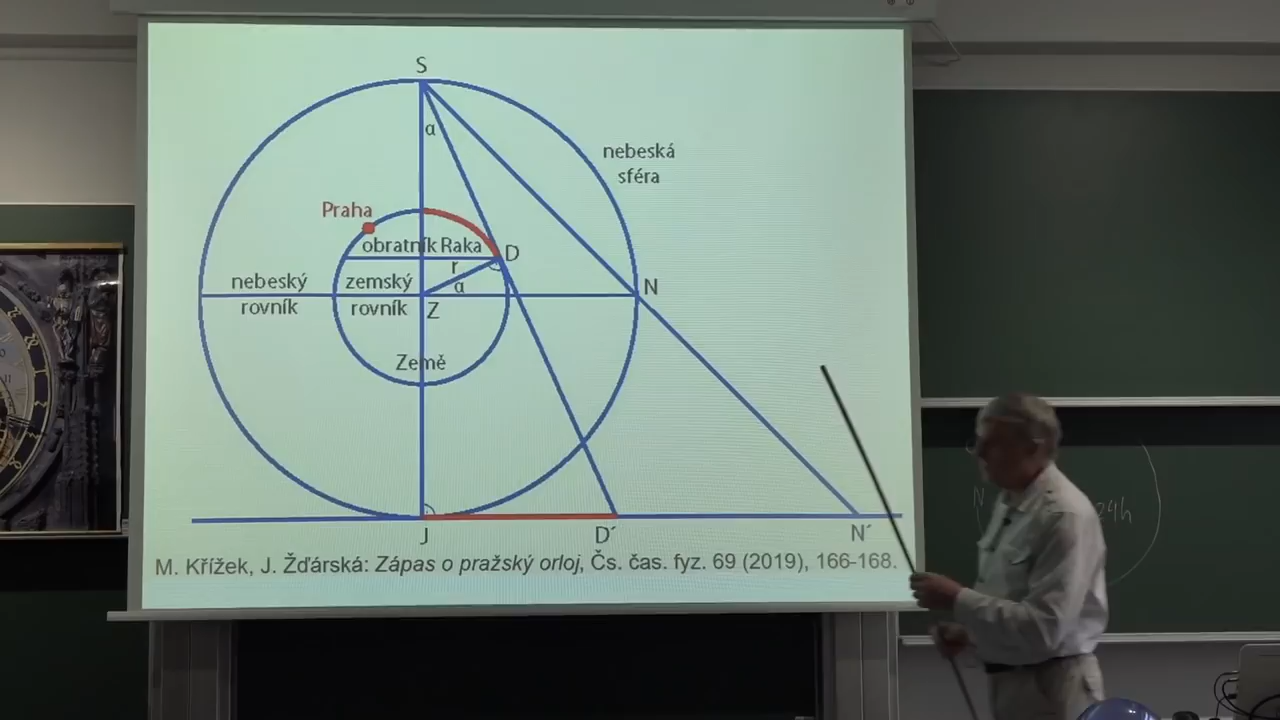 S
α
nebeská
sféra
Praha
obratník Raka
D
r
α
nebeský
rovník
zemský
rovník
Z
N
Země
J
D´
N´
M. Křížek, J. Žďárská: Zápas o pražský orloj, Čs. čas. fyz. 69 (2019), 166-168.
N
24h